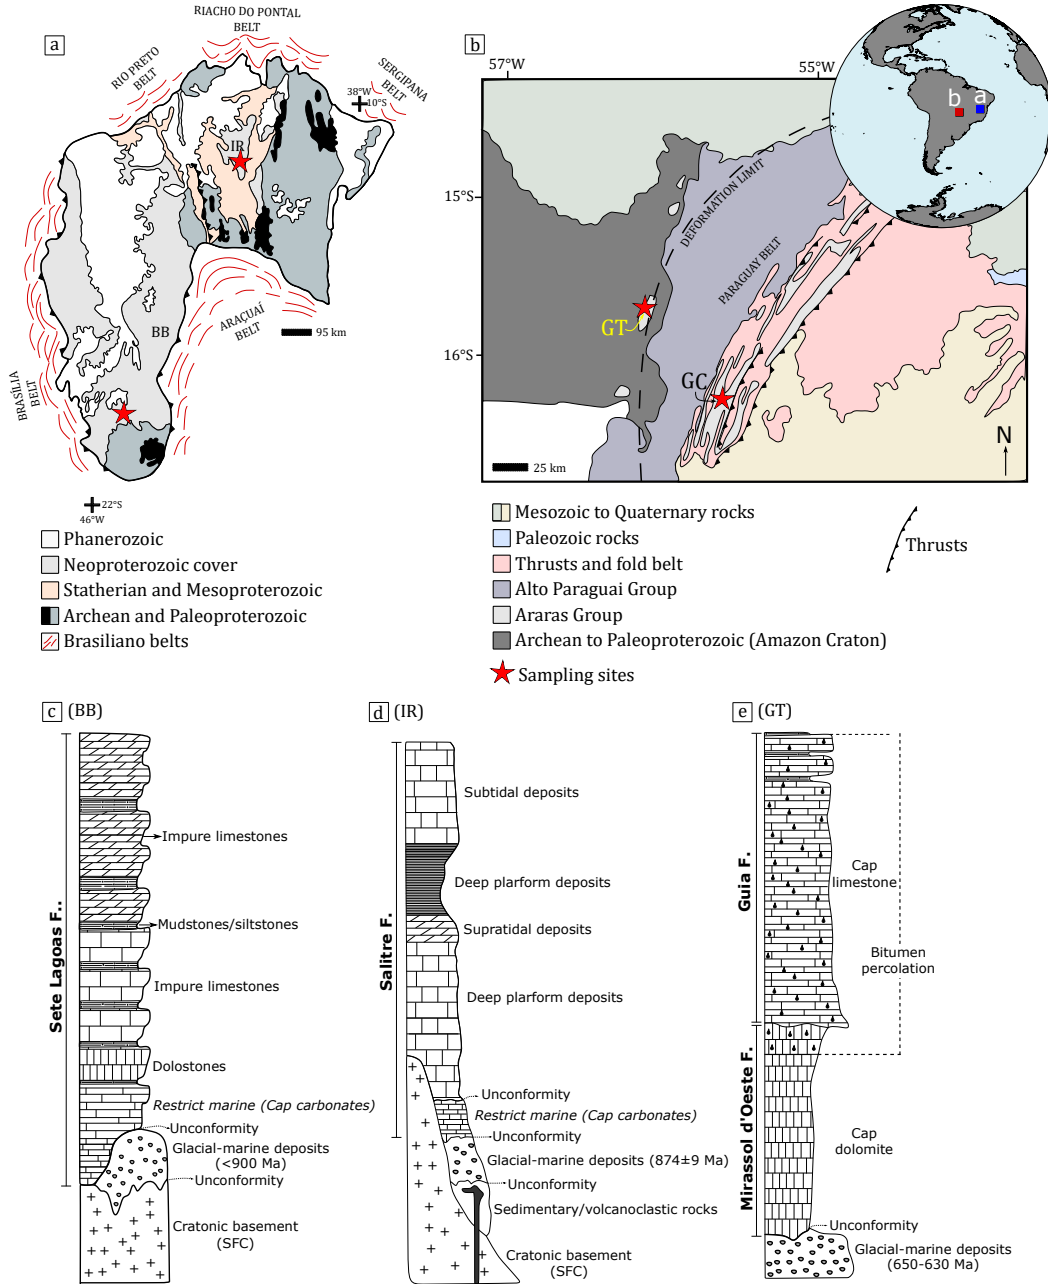 a
RIACHO DO PONTAL
BELT
RIO PRETO
BELT
SERGIPANA
BELT
38°W
10°S
IR
BB
ARAÇUAÍ
BELT
95 km
BRASÍLIA
BELT
22°S
46°W
Phanerozoic
Neoproterozoic cover
Statherian and Mesoproterozoic
Archean and Paleoproterozoic
Brasiliano belts
b
57°W
55°W
b
a
15°S
16°S
DEFORMATION LIMIT
PARAGUAY BELT
GT
GC
N
25 km
Mesozoic to Quaternary rocks
Paleozoic rocks
Thrusts and fold belt
Alto Paraguai Group
Araras Group
Archean to Paleoproterozoic (Amazon Craton)
Sampling sites
Thrusts
c (BB)
Sete Lagoas F..
Impure limestones
Mudstones/siltstones
Impure limestones
Dolostones
Restrict marine (Cap carbonates)
Unconformity
Glacial-marine deposits
(<900 Ma)
Unconformity
Cratonic basement
(SFC)
d (IR)
Salitre F.
Subtidal deposits
Deep plarform deposits
Supratidal deposits
Deep plarform deposits
Unconformity
Restrict marine (Cap carbonates)
Unconformity
Glacial-marine deposits (874±9 Ma)
Unconformity
Sedimentary/volcanoclastic rocks
Cratonic basement
(SFC)
e (GT)
Guia F.
Mirassol d'Oeste F.
Cap
limestone
Bitumen
percolation
Cap
dolomite
Unconformity
Glacial-marine deposits
(650-630 Ma)